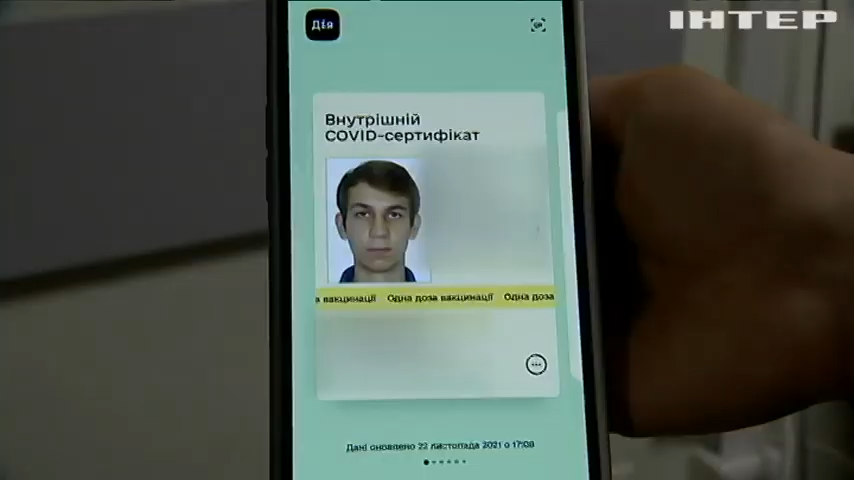 ІНТЕР
Дія
Внутрішній
COVID-сертифікат
а вакцинації Одна доза вакцинації Одна доза
Дані оновлено 22 листопада 2021 о 17:08